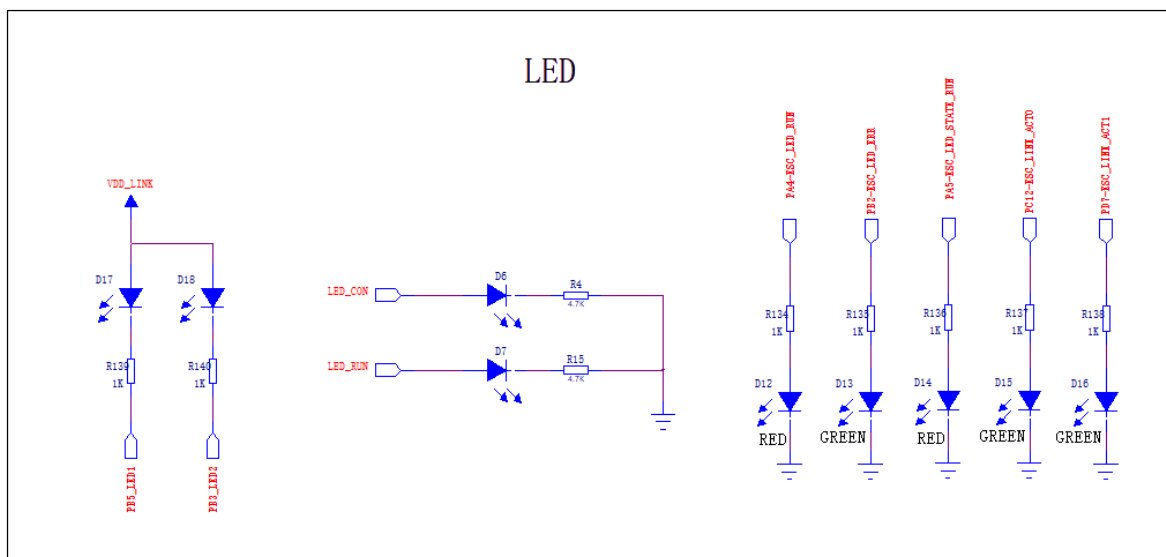 LED
VDD_LINK
D17
D18
R139
1K
R140
1K
PB5_LED1
PB3_LED2
LED_CON
D6
R4
4.7K
LED_RUN
D7
R15
4.7K
PA4-ESC_LED_RUN
PB2-ESC_LED_ERR
PA5-ESC_LED_STATE_RUN
PC12-ESC_LINK_ACT0
PD7-ESC_LINK_ACT1
R134
1K
R135
1K
R136
1K
R137
1K
R138
1K
D12
RED
D13
GREEN
D14
RED
D15
GREEN
D16
GREEN